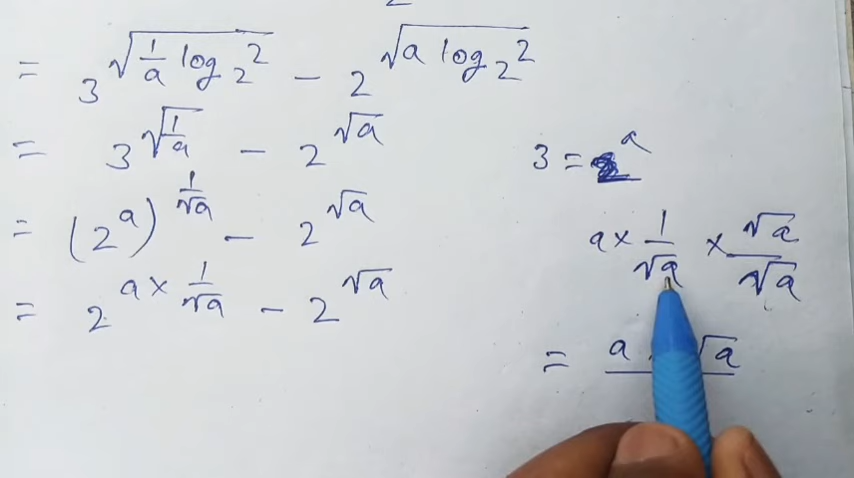 = 3^√(1/a log₂2) − 2^√(a log₂2)
= 3^√(1/a) − 2^√a
= (2^a)^(1/√a) − 2^√a
= 2^(a × 1/√a) − 2^√a
3 = 2^a
a × 1/√a × √a/√a
= a √a